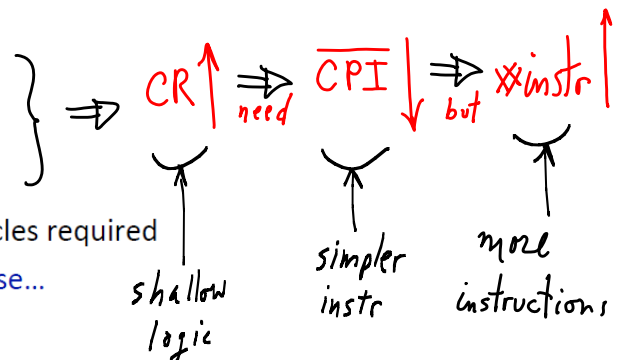 } ⇒ CR ↑ ⇒ need CPI ↓ ⇒ but #instr ↑
cles required
se...
shallow logic
simpler instr
more instructions